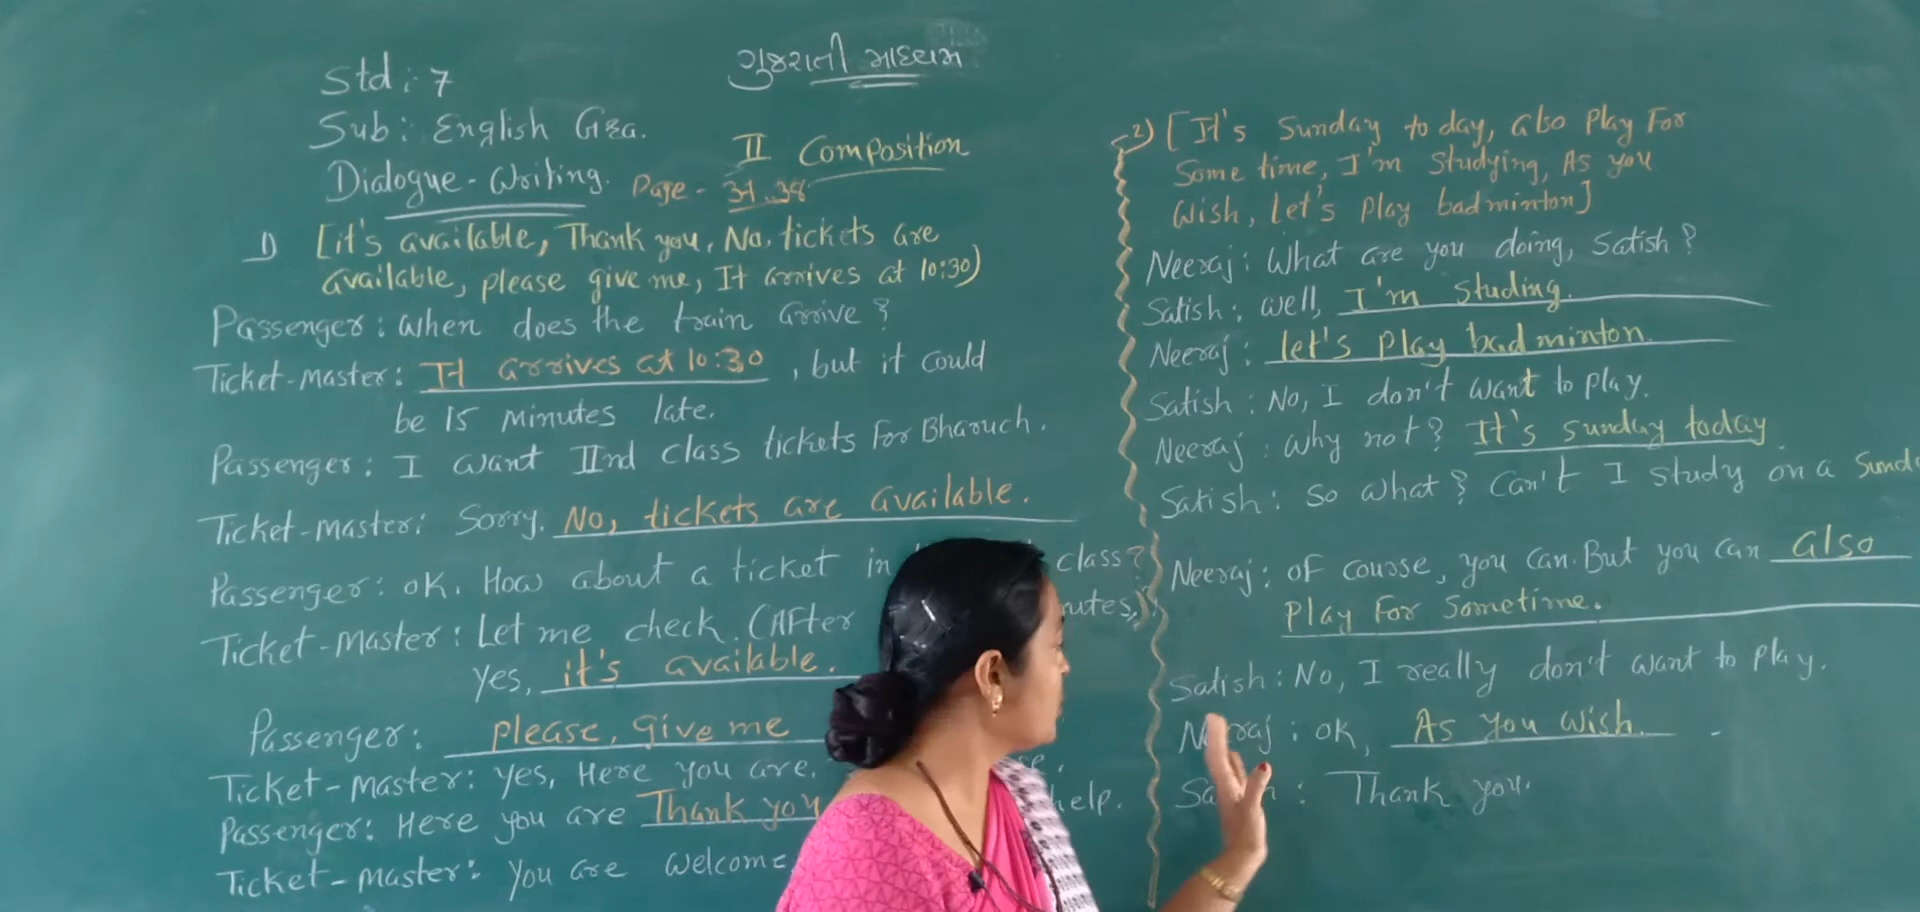 Std: 7
ગુજરાતી માધ્યમ
Sub: English Gra.
II Composition
Dialogue-Writing. Page - 37, 38
1) [it's available, Thank you, No, tickets are
available, please give me, It arrives at 10:30)
Passenger: When does the train arrive?
Ticket-Master: It arrives at 10:30, but it could
be 15 minutes late.
Passenger: I want IInd class tickets For Bharuch.
Ticket-master: Sorry. No, tickets are available.
Passenger: ok. How about a ticket in class?
Ticket-Master: Let me check. (After
Yes, it's available.
Passenger: please, give me
Ticket-Master: yes, Here you are.
Passenger: Here you are Thank you help.
Ticket-Master: You are welcome
2) [It's Sunday to day, also Play For
Some time, I'm Studying, As you
Wish, Let's play badminton]
Neeraj: What are you doing, Satish?
Satish: well, I'm studing.
Neeraj: let's Play badminton.
Satish: No, I don't want to play.
Neeraj: why not? It's sunday today
Satish: So what? Can't I study on a
Neeraj: of course, you can. But you can also
Play For Sometime.
Satish: No, I really don't want to play.
Neeraj: ok, As you wish.
: Thank you.